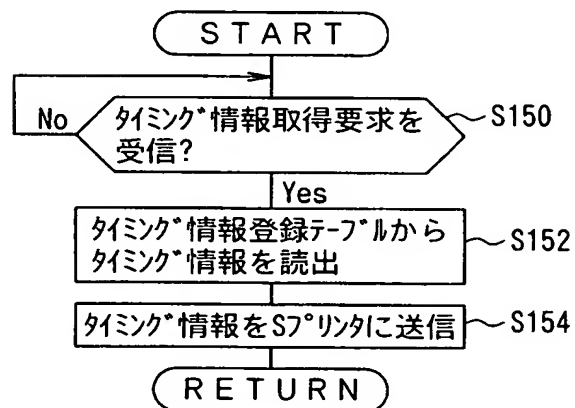 START
No
タイミング情報取得要求を
受信?
S150
Yes
タイミング情報登録テーブルから
タイミング情報を読出
S152
タイミング情報をSプリンタに送信
S154
RETURN